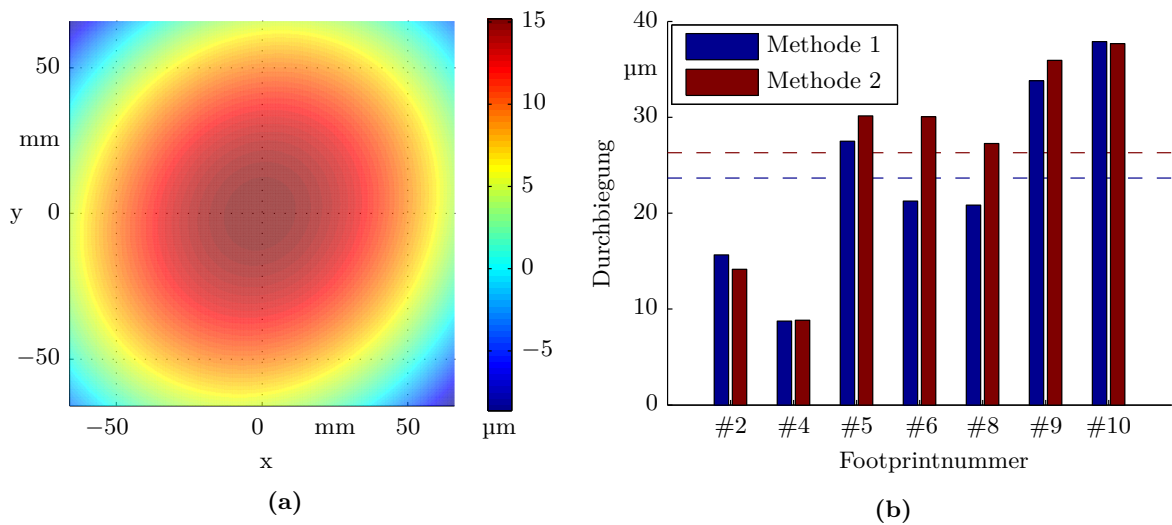 15
10
5
0
−5
µm
50
mm
y
0
−50
−50
0
mm
50
x
(a)
40
µm
30
20
10
0
Durchbiegung
Methode 1
Methode 2
#2
#4
#5
#6
#8
#9
#10
Footprintnummer
(b)